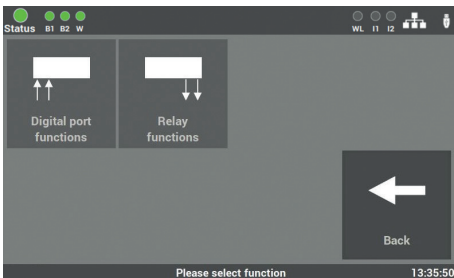 Status B1 B2 W WL I1 I2
Digital port
functions
Relay
functions
Back
Please select function 13:35:50